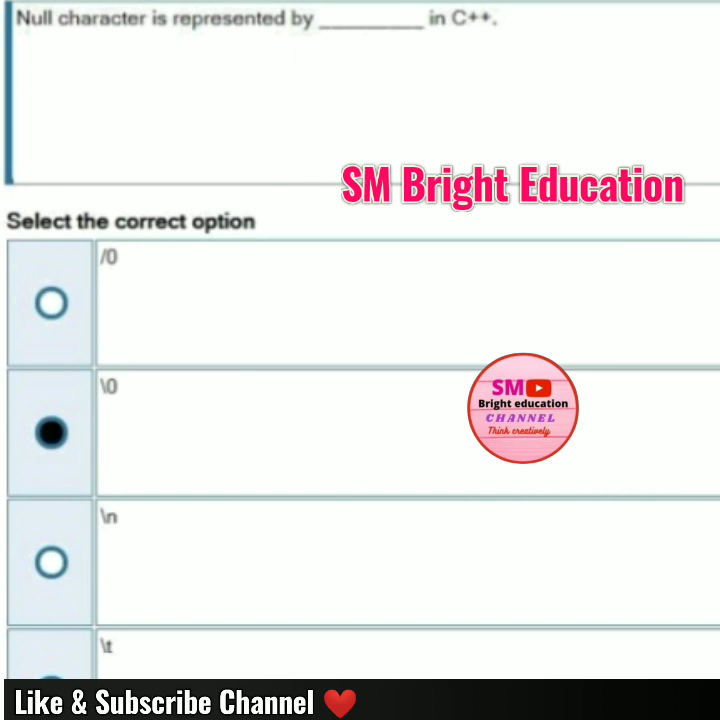 Null character is represented by __________ in C++.
SM Bright Education
Select the correct option
/0
\0
SM
Bright education
CHANNEL
Think creatively
\n
\t
Like & Subscribe Channel ❤️